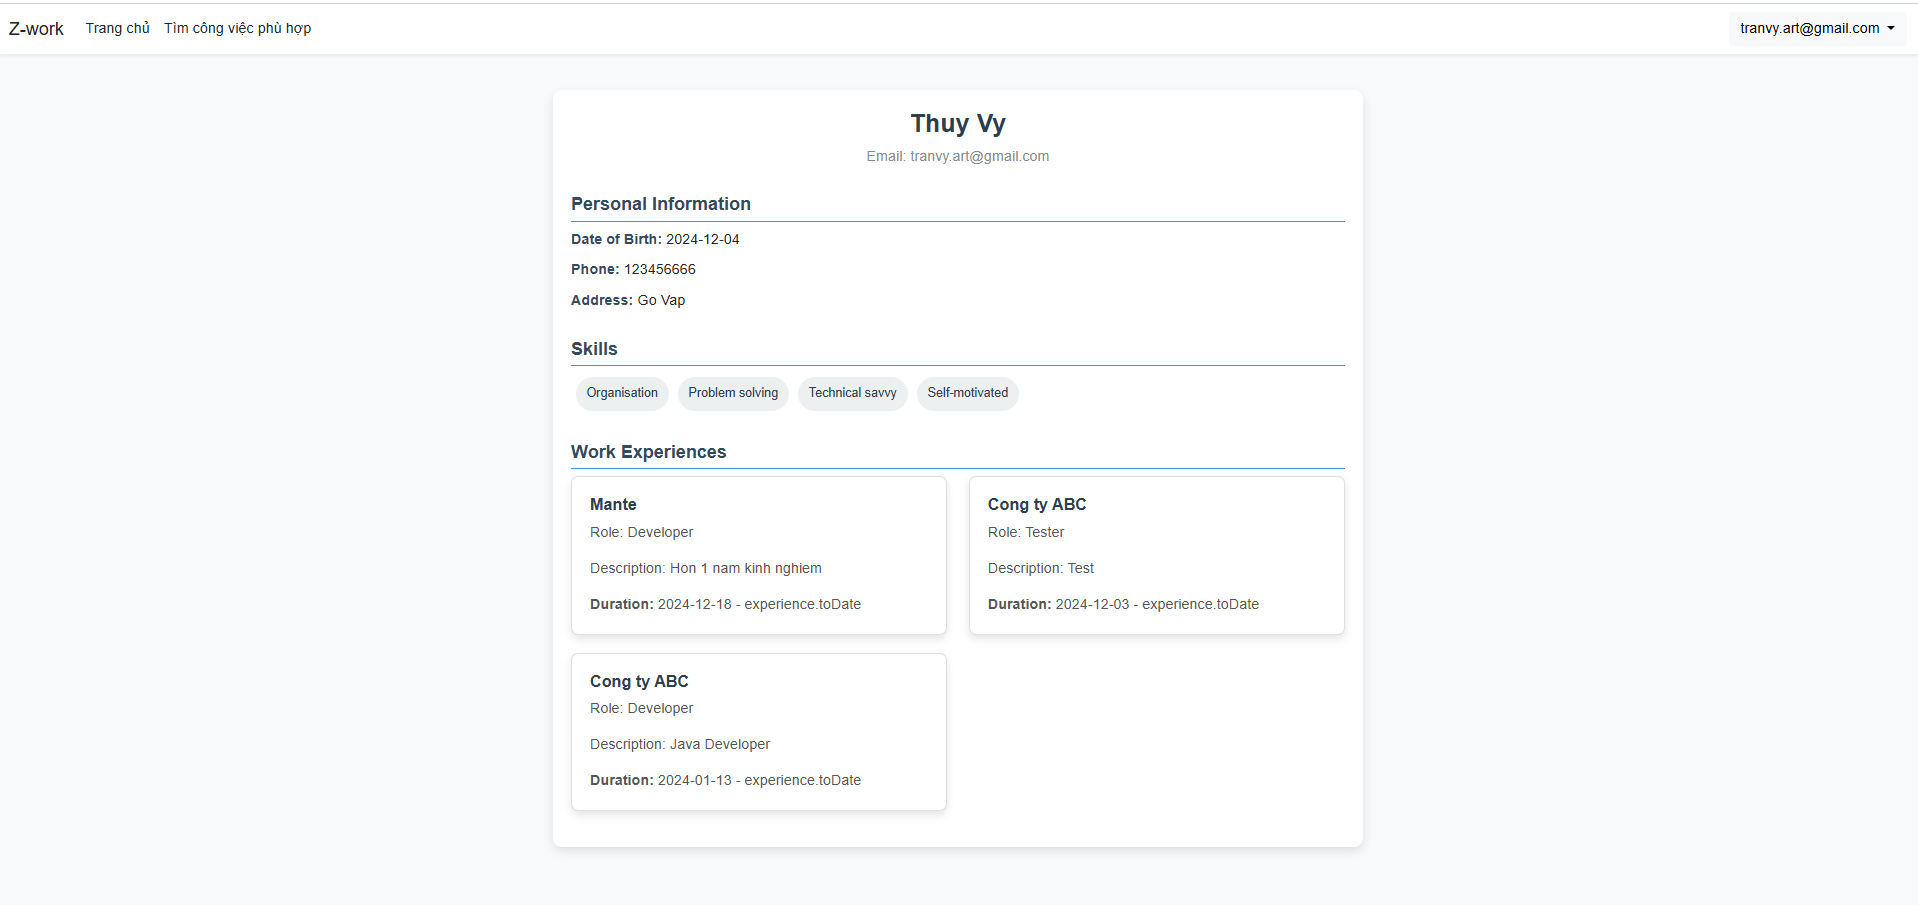 Z-work Trang chủ Tìm công việc phù hợp tranvy.art@gmail.com
Thuy Vy
Email: tranvy.art@gmail.com
Personal Information
Date of Birth: 2024-12-04
Phone: 123456666
Address: Go Vap
Skills
Organisation Problem solving Technical savvy Self-motivated
Work Experiences
Mante
Role: Developer
Description: Hon 1 nam kinh nghiem
Duration: 2024-12-18 - experience.toDate
Cong ty ABC
Role: Tester
Description: Test
Duration: 2024-12-03 - experience.toDate
Cong ty ABC
Role: Developer
Description: Java Developer
Duration: 2024-01-13 - experience.toDate